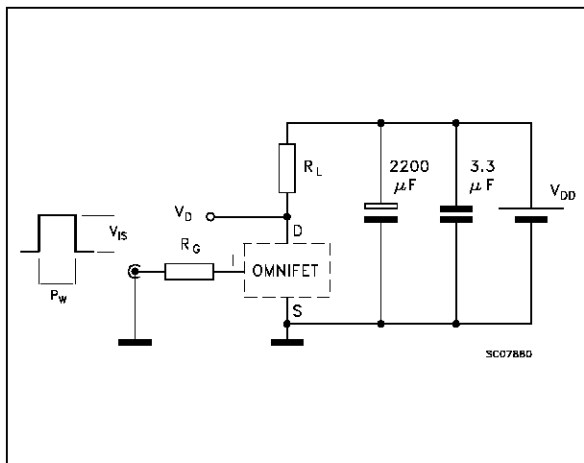 2200
μF
3.3
μF
R_L
V_DD
V_D
D
V_IS
R_G
I
OMNIFET
P_W
S
SC07880